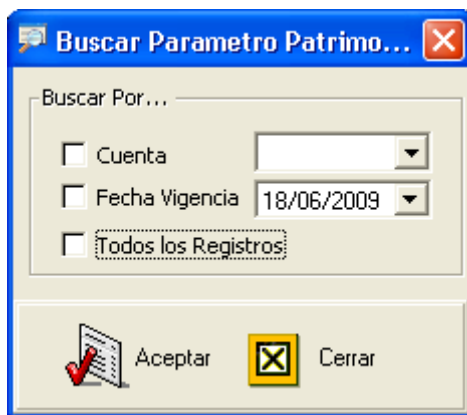 Buscar Parametro Patrimo...
Buscar Por...
Cuenta
Fecha Vigencia 18/06/2009
Todos los Registros
Aceptar Cerrar